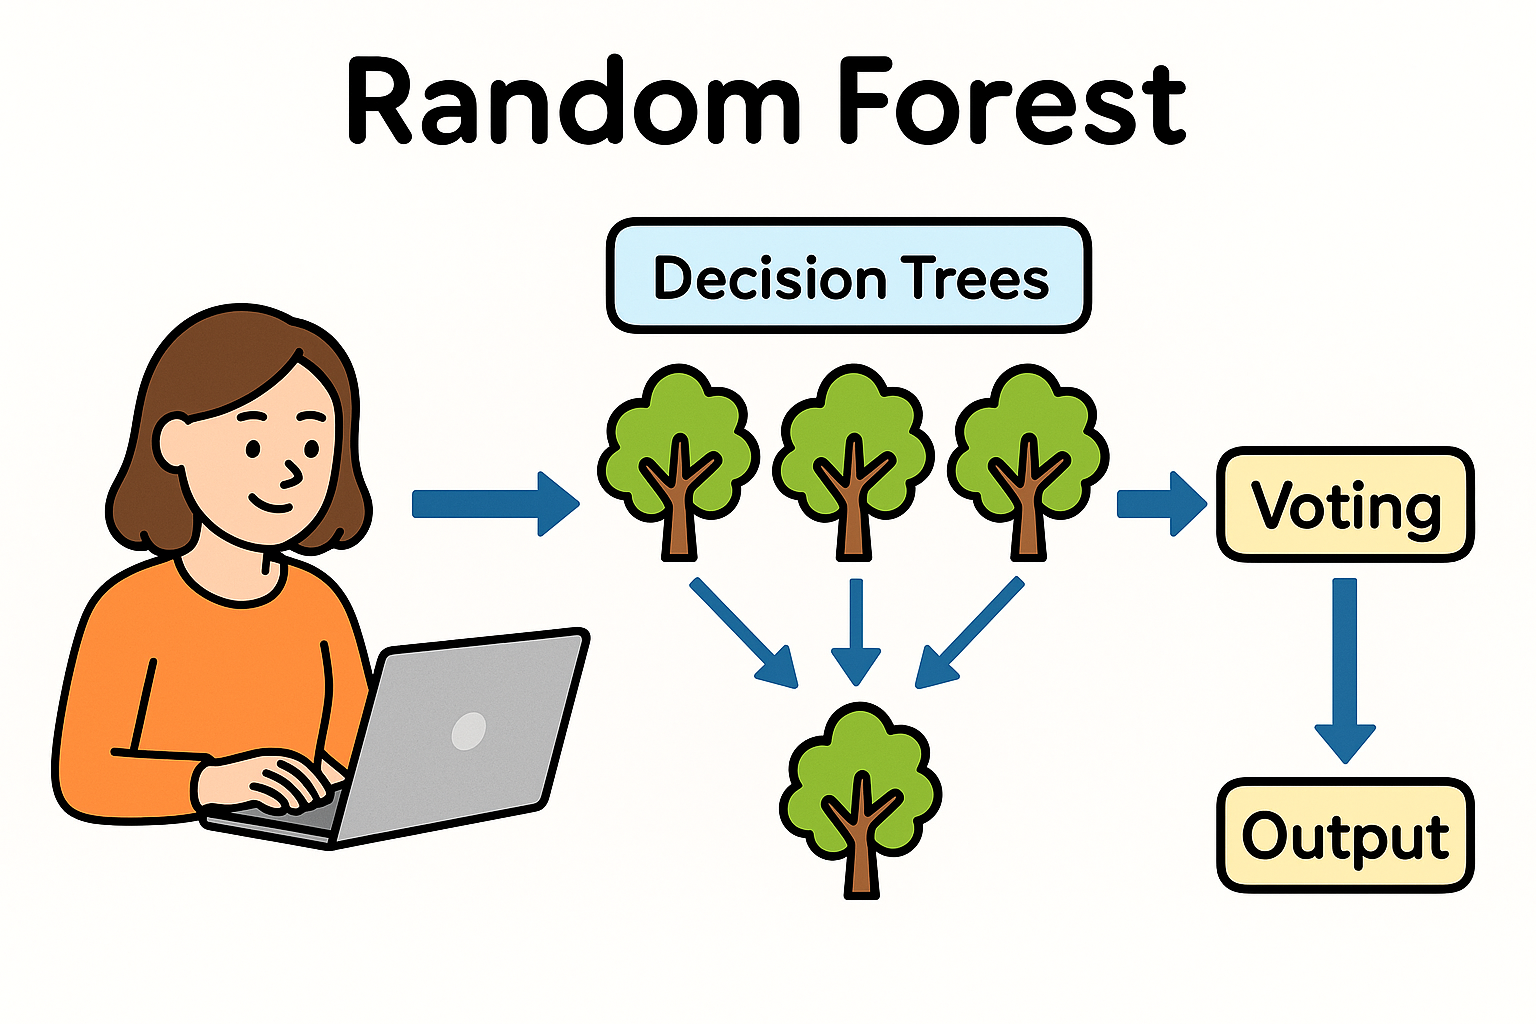 Random Forest
Decision Trees
Voting
Output